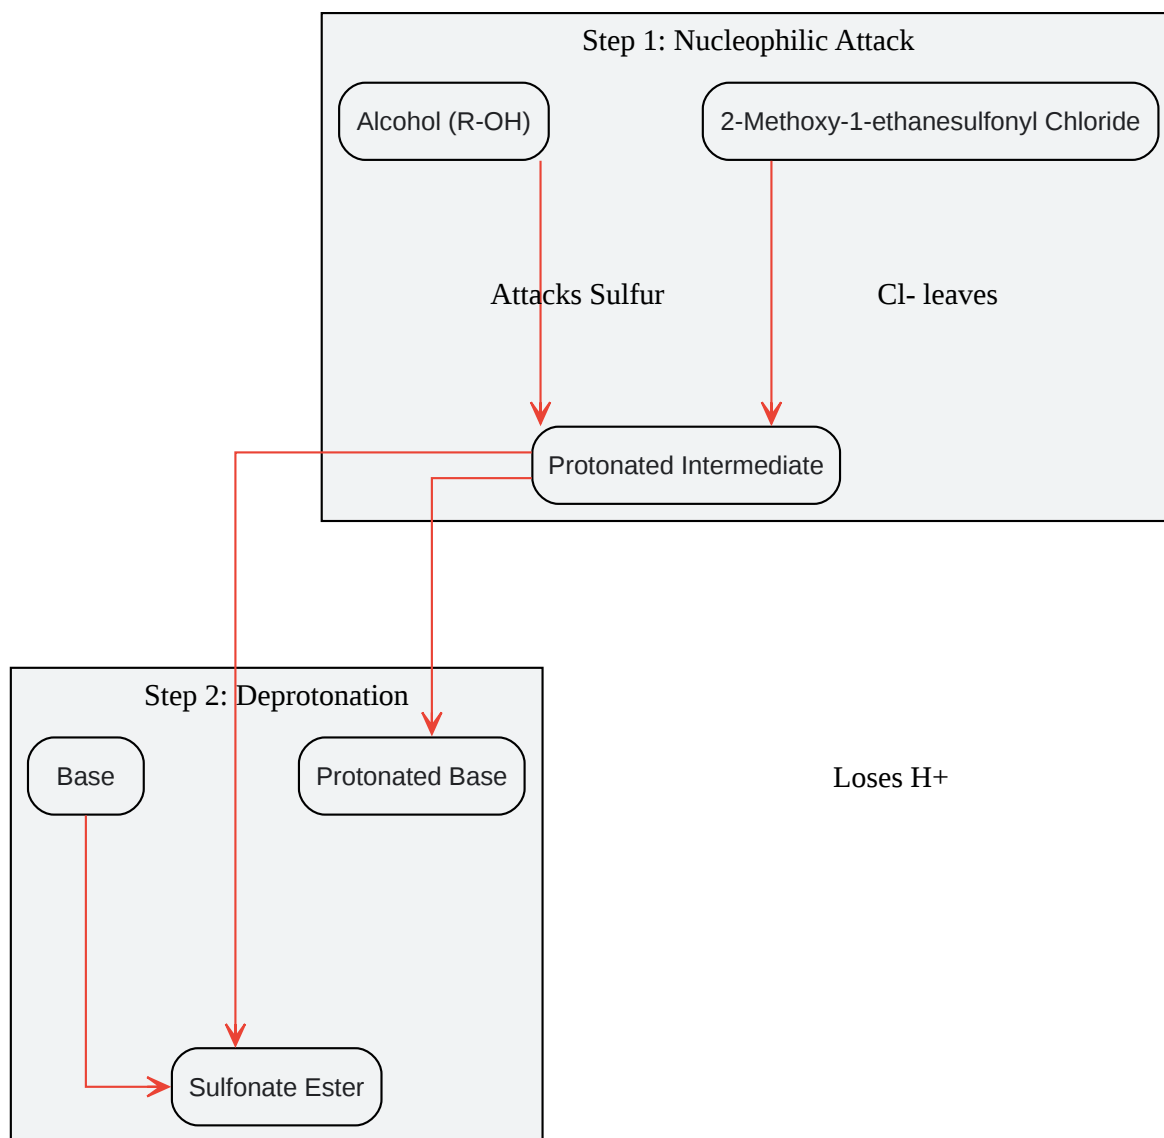 Step 1: Nucleophilic Attack
Alcohol (R-OH)
2-Methoxy-1-ethanesulfonyl Chloride
Attacks Sulfur
Cl- leaves
Protonated Intermediate
Step 2: Deprotonation
Base
Protonated Base
Loses H+
Sulfonate Ester